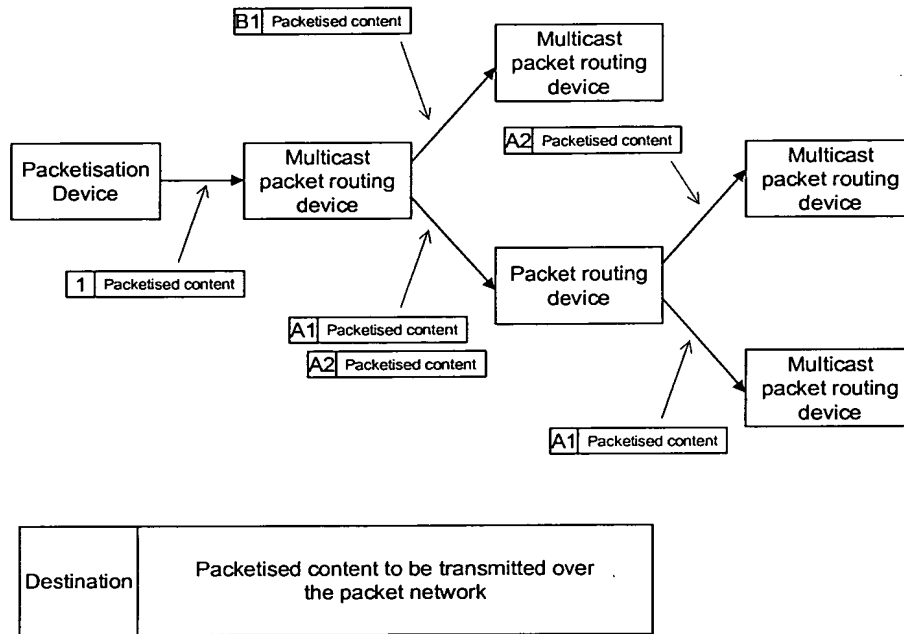 B1 Packetised content
Multicast
packet routing
device
A2 Packetised content
Packetisation
Device
Multicast
packet routing
device
Multicast
packet routing
device
1 Packetised content
Packet routing
device
A1 Packetised content
A2 Packetised content
Multicast
packet routing
device
A1 Packetised content
Destination
Packetised content to be transmitted over
the packet network